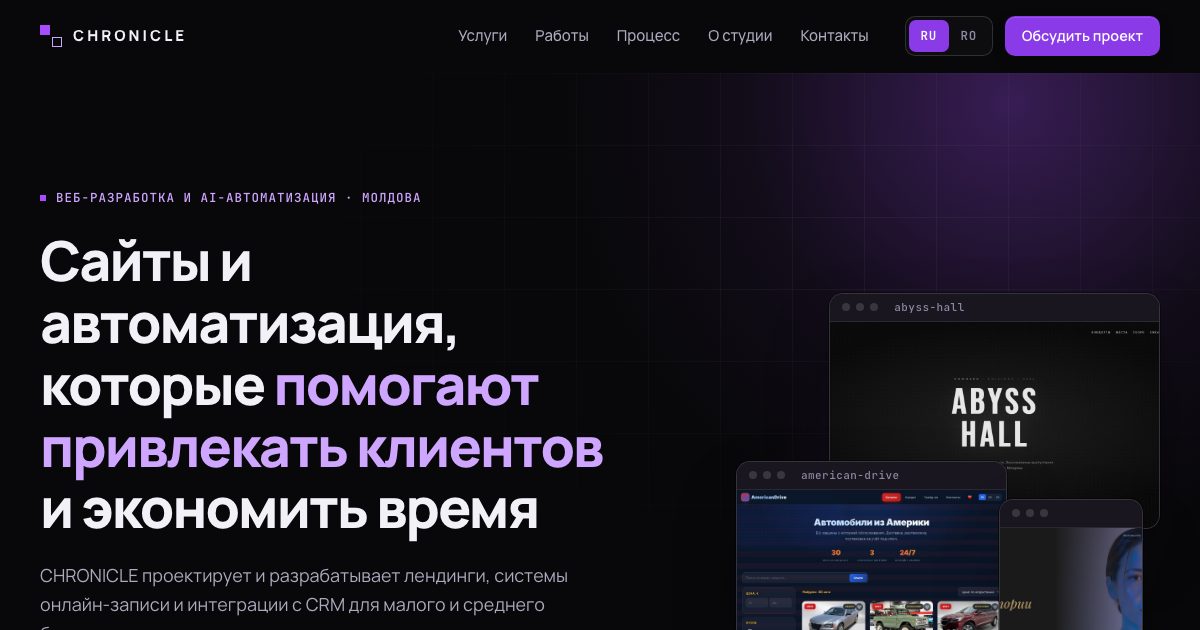 CHRONICLE
Услуги
Работы
Процесс
О студии
Контакты
RU
RO
Обсудить проект
ВЕБ-РАЗРАБОТКА И AI-АВТОМАТИЗАЦИЯ · МОЛДОВА
Сайты и
автоматизация,
которые помогают
привлекать клиентов
и экономить время
CHRONICLE проектирует и разрабатывает лендинги, системы
онлайн-записи и интеграции с CRM для малого и среднего
abyss-hall
ABYSS
HALL
american-drive
AmericanDrive
Автомобили из Америки
30
3
24/7